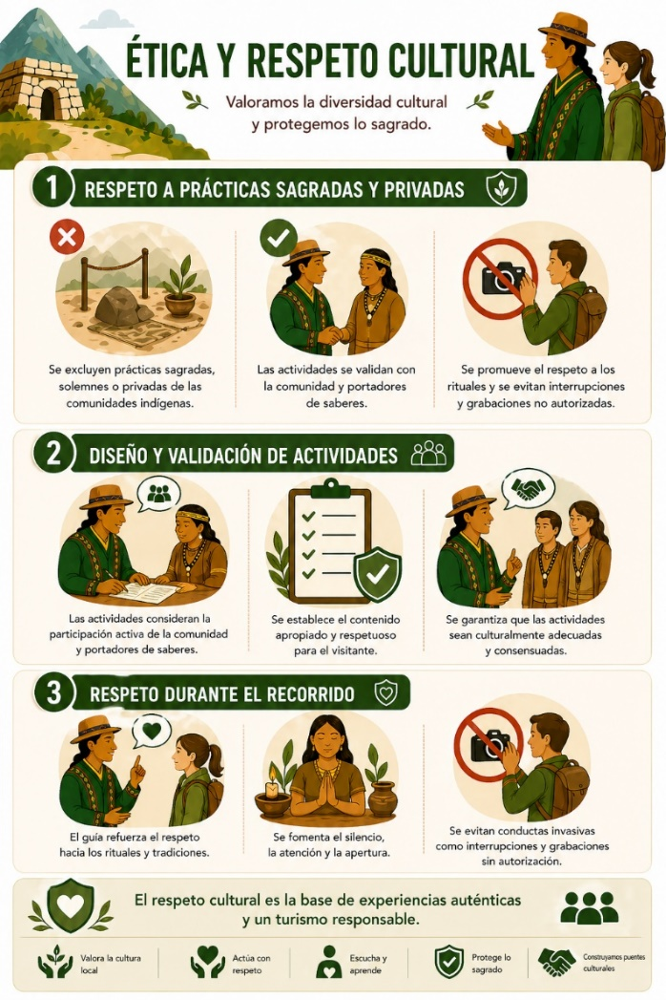 ÉTICA Y RESPETO CULTURAL
Valoramos la diversidad cultural
y protegemos lo sagrado.
1 RESPETO A PRÁCTICAS SAGRADAS Y PRIVADAS
Se excluyen prácticas sagradas,
solemnes o privadas de las
comunidades indígenas.
Las actividades se validan con
la comunidad y portadores
de saberes.
Se promueve el respeto a los
rituales y se evitan interrupciones
y grabaciones no autorizadas.
2 DISEÑO Y VALIDACIÓN DE ACTIVIDADES
Las actividades consideran la
participación activa de la comunidad
y portadores de saberes.
Se establece el contenido
apropiado y respetuoso
para el visitante.
Se garantiza que las actividades
sean culturalmente adecuadas
y consensuadas.
3 RESPETO DURANTE EL RECORRIDO
El guía refuerza el respeto
hacia los rituales y tradiciones.
Se fomenta el silencio,
la atención y la apertura.
Se evitan conductas invasivas
como interrupciones y grabaciones
sin autorización.
El respeto cultural es la base de experiencias auténticas
y un turismo responsable.
Valora la cultura
local
Actúa con
respeto
Escucha y
aprende
Protege lo
sagrado
Construyamos puentes
culturales